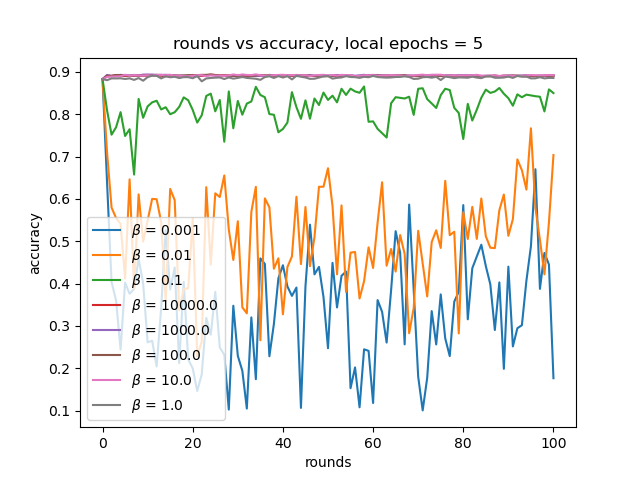 rounds vs accuracy, local epochs = 5
accuracy
0.9
0.8
0.7
0.6
0.5
0.4
0.3
0.2
0.1
β = 0.001
β = 0.01
β = 0.1
β = 10000.0
β = 1000.0
β = 100.0
β = 10.0
β = 1.0
0 20 40 60 80 100
rounds